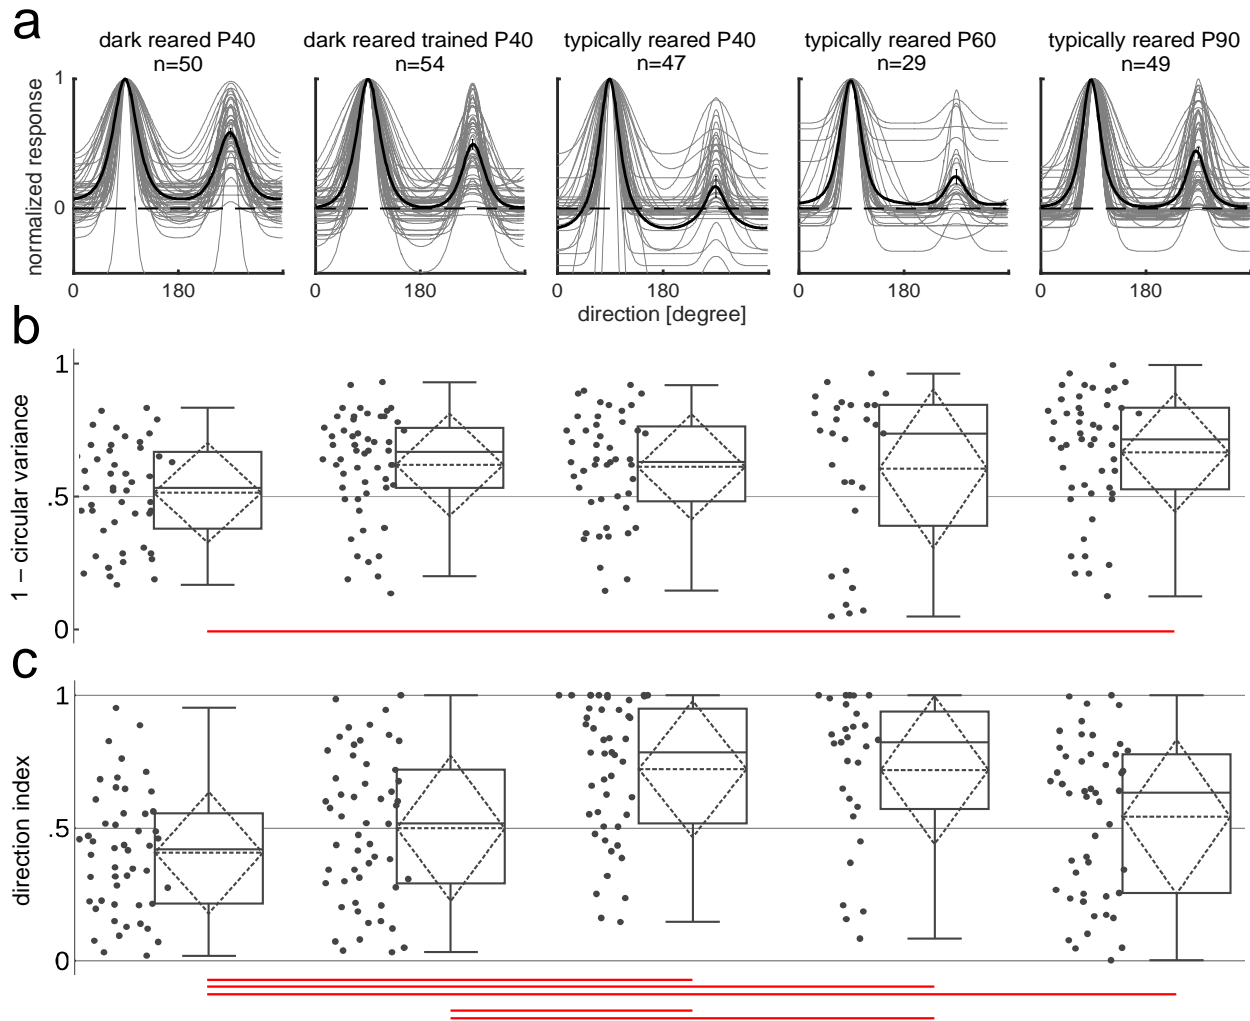 a
dark reared P40
n=50
dark reared trained P40
n=54
typically reared P40
n=47
typically reared P60
n=29
typically reared P90
n=49
normalized response
1
0
0
180
0
180
0
180
0
180
0
180
direction [degree]
b
1 – circular variance
1
.5
0
c
direction index
1
.5
0